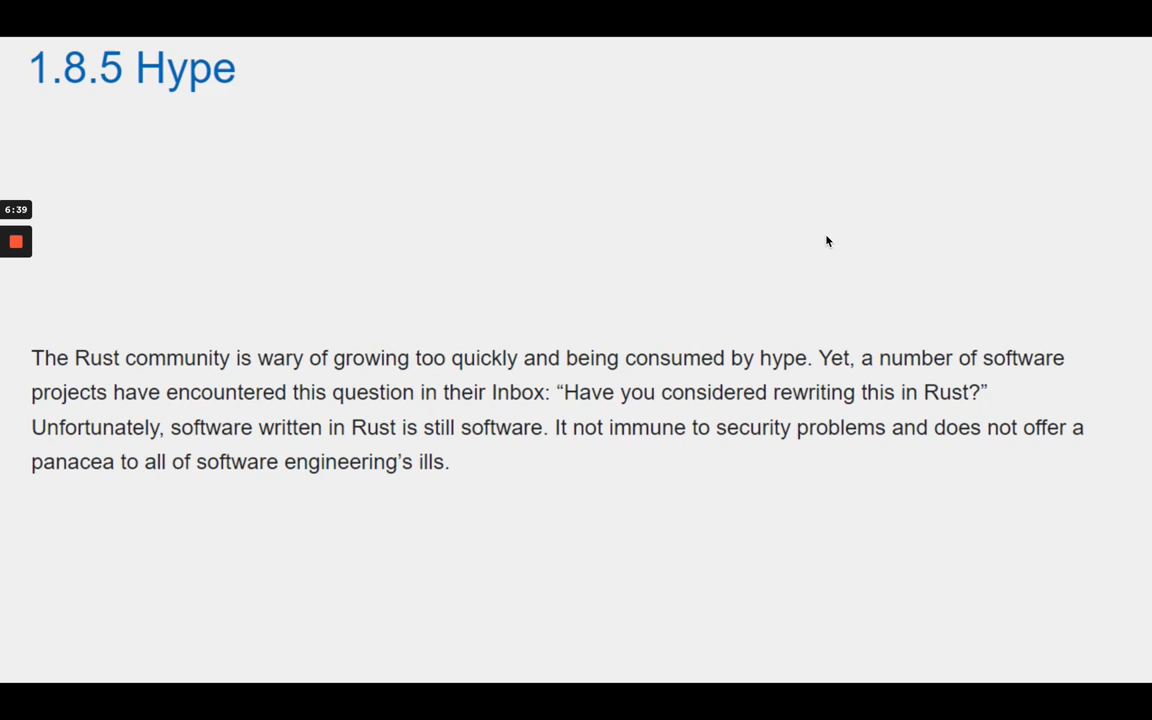 1.8.5 Hype
6:39
The Rust community is wary of growing too quickly and being consumed by hype. Yet, a number of software
projects have encountered this question in their Inbox: “Have you considered rewriting this in Rust?”
Unfortunately, software written in Rust is still software. It not immune to security problems and does not offer a
panacea to all of software engineering’s ills.